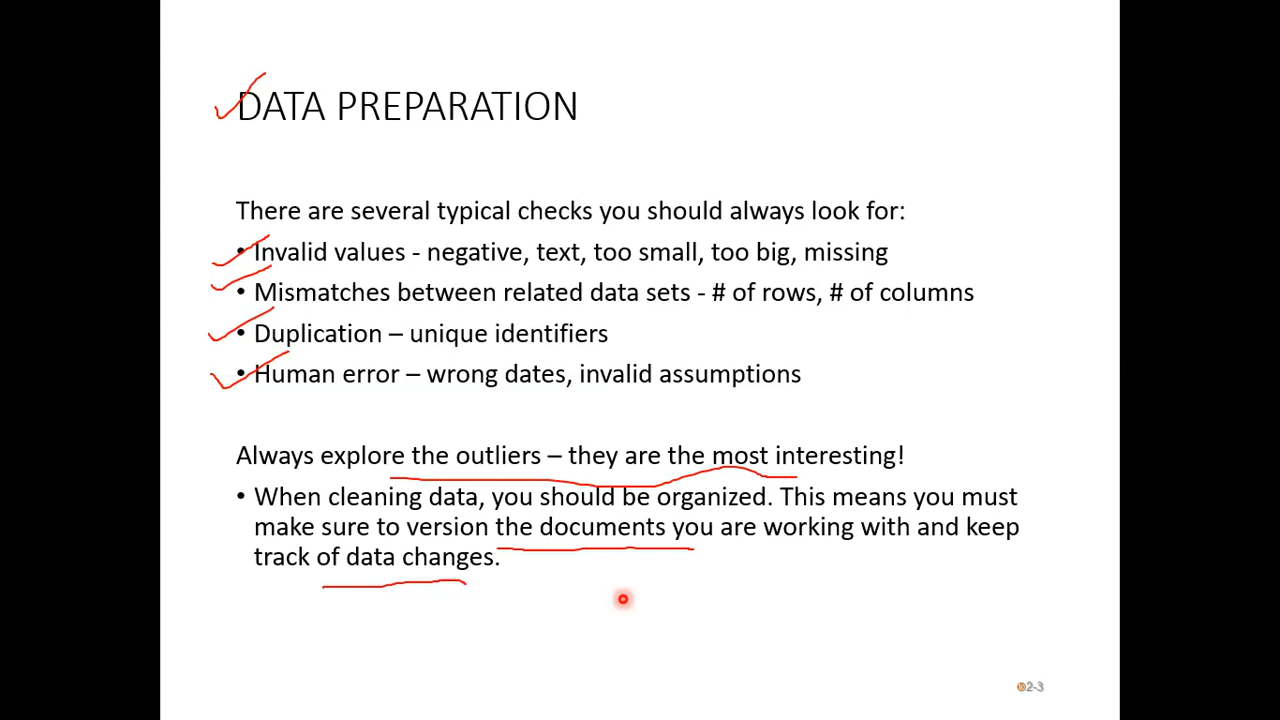 DATA PREPARATION
There are several typical checks you should always look for:
• Invalid values - negative, text, too small, too big, missing
• Mismatches between related data sets - # of rows, # of columns
• Duplication – unique identifiers
• Human error – wrong dates, invalid assumptions
Always explore the outliers – they are the most interesting!
• When cleaning data, you should be organized. This means you must
make sure to version the documents you are working with and keep
track of data changes.
2-3